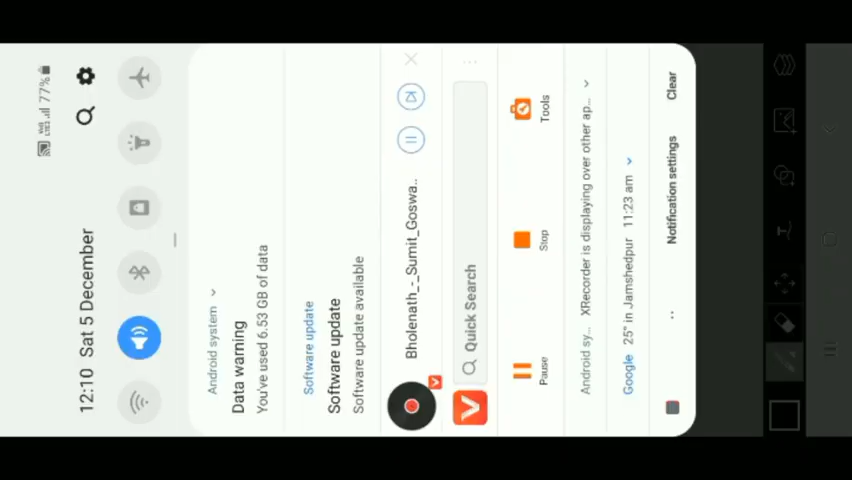 12:10 Sat 5 December
77%
Android system
Data warning
You've used 6.53 GB of data
Software update
Software update
Software update available
Bholenath_-_Sumit_Goswa..
Quick Search
Pause
Stop
Tools
Android sy... XRecorder is displaying over other ap...
Google 25° in Jamshedpur 11:23 am
Notification settings
Clear